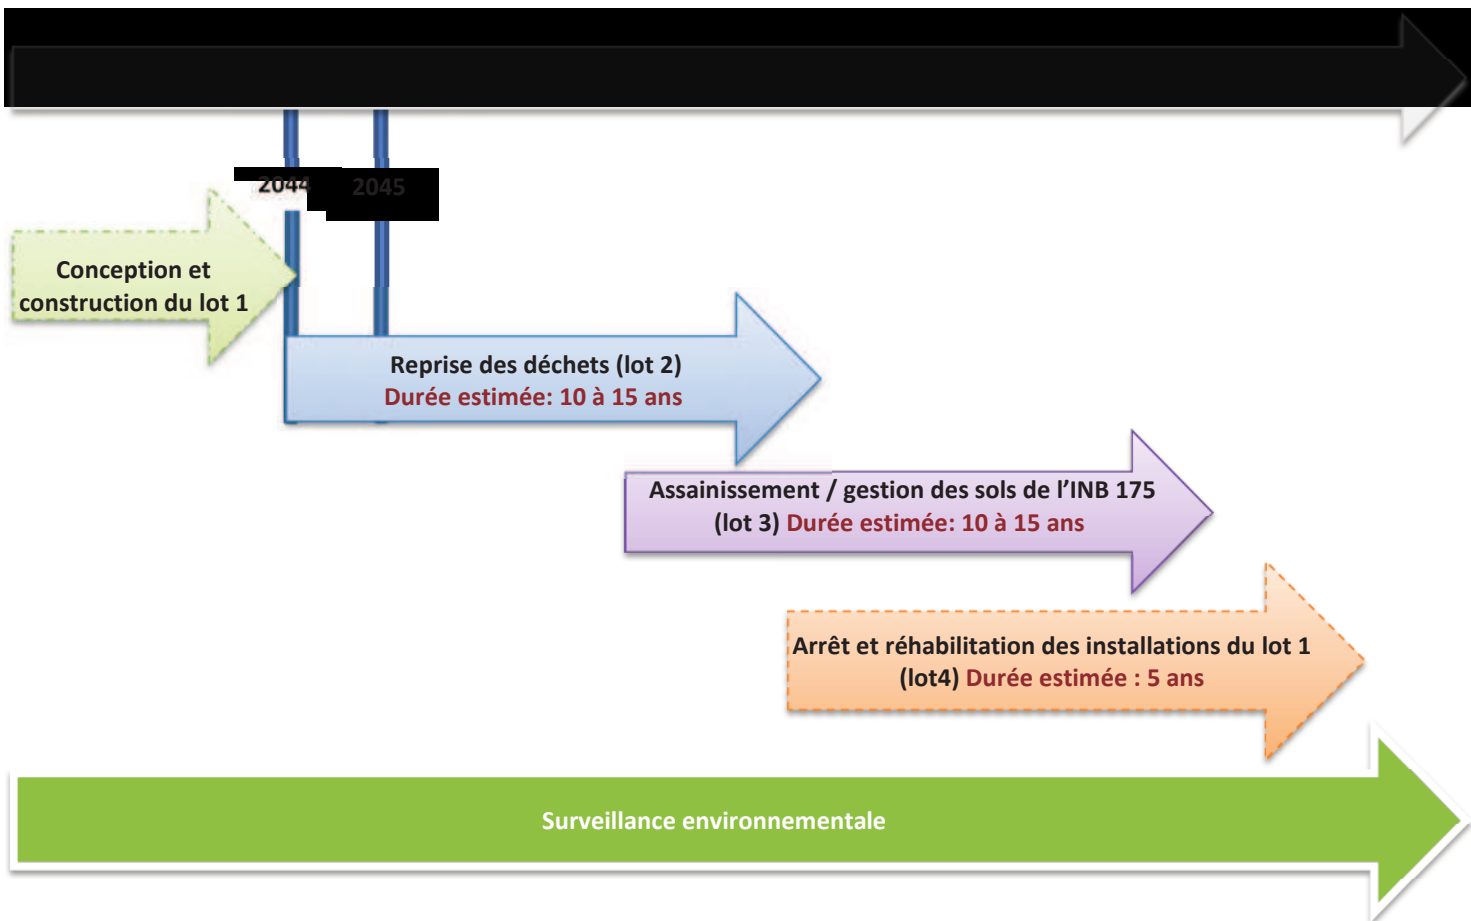 2044 2045
Conception et
construction du lot 1
Reprise des déchets (lot 2)
Durée estimée: 10 à 15 ans
Assainissement / gestion des sols de l’INB 175
(lot 3) Durée estimée: 10 à 15 ans
Arrêt et réhabilitation des installations du lot 1
(lot4) Durée estimée : 5 ans
Surveillance environnementale